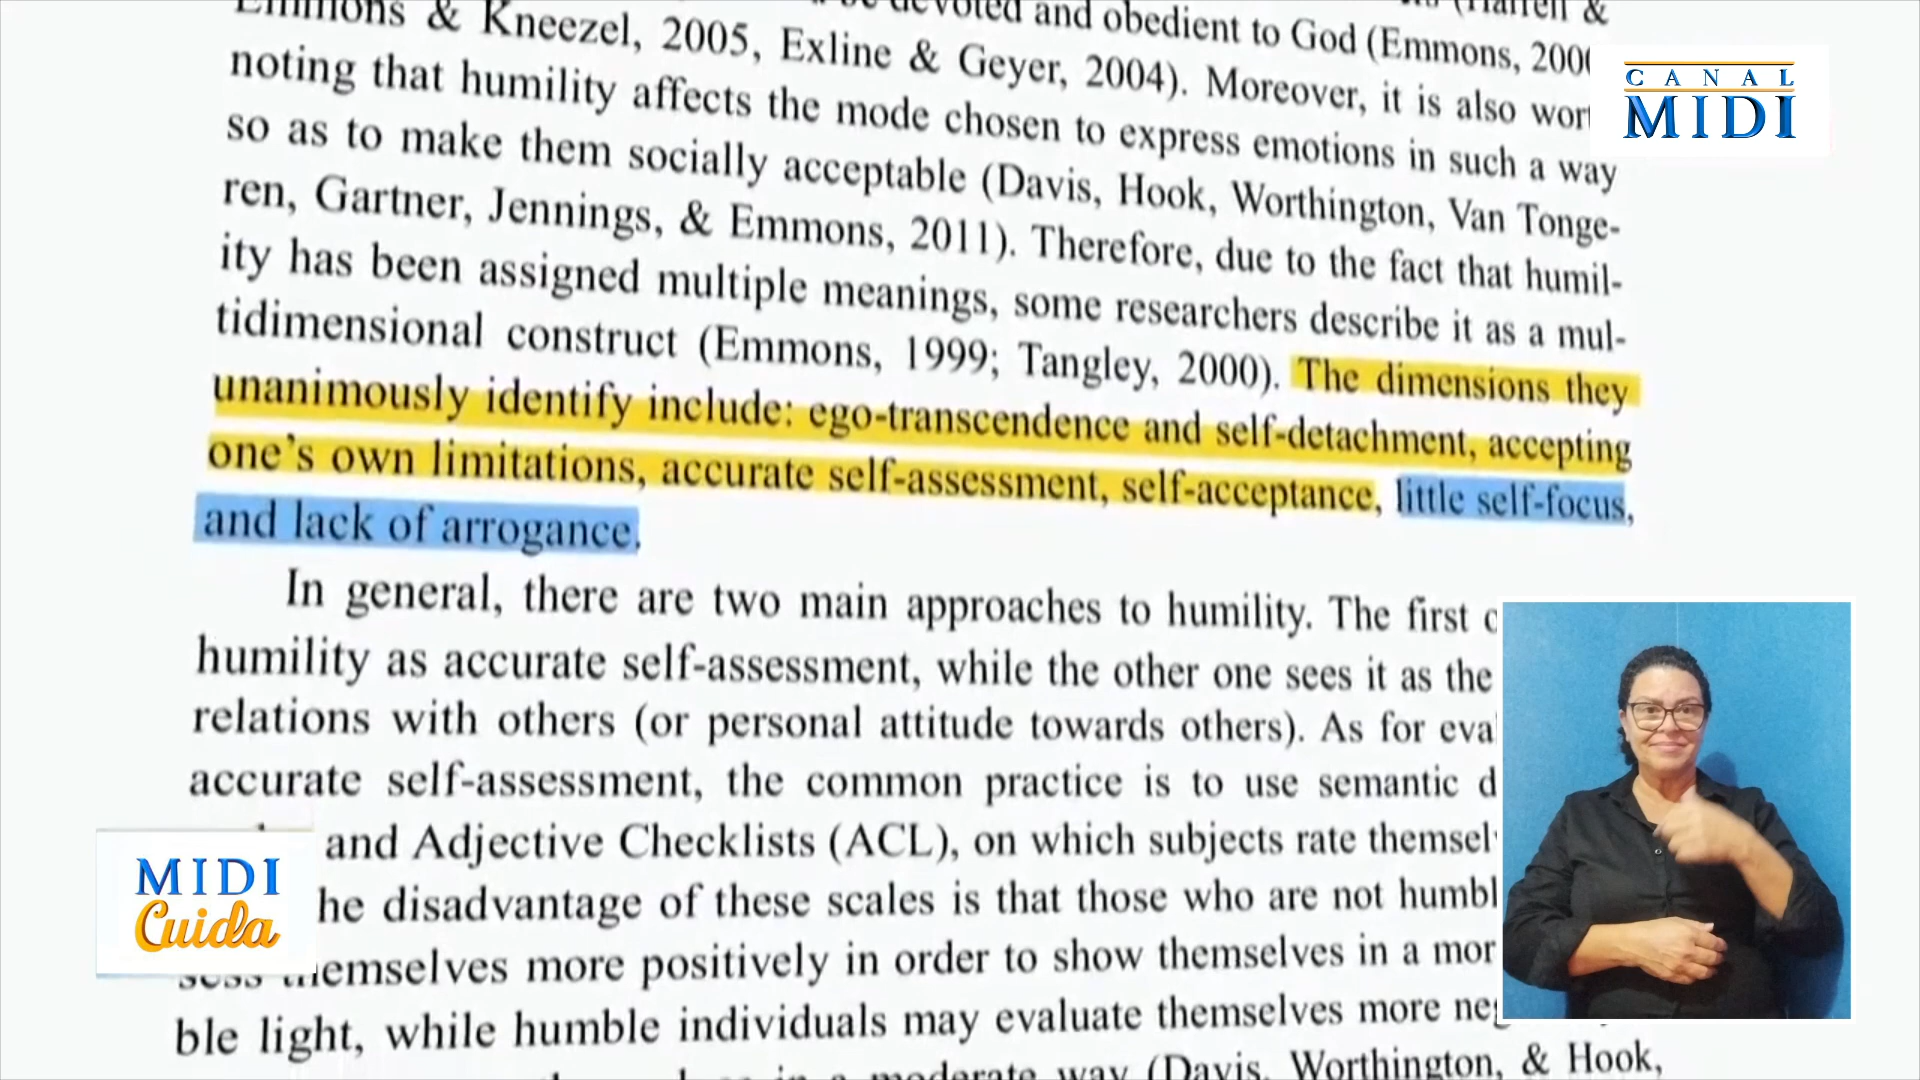 Emmons & Kneezel, 2005, Exline & Geyer, 2004). Moreover, it is also
devoted and obedient to God (Emmons,
noting that humility affects the mode chosen to express emotions in such a way
so as to make them socially acceptable (Davis, Hook, Worthington, Van Tonge-
ren, Gartner, Jennings, & Emmons, 2011). Therefore, due to the fact that humil-
ity has been assigned multiple meanings, some researchers describe it as a mul-
tidimensional construct (Emmons, 1999; Tangley, 2000). The dimensions they
unanimously identify include: ego-transcendence and self-detachment, accepting
one's own limitations, accurate self-assessment, self-acceptance, little self-focus,
and lack of arrogance.
In general, there are two main approaches to humility. The first
humility as accurate self-assessment, while the other one sees it as the
relations with others (or personal attitude towards others). As for
accurate self-assessment, the common practice is to use semantic
and Adjective Checklists (ACL), on which subjects rate
disadvantage of these scales is that those who are not
themselves more positively in order to show themselves in a
ble light, while humble individuals may evaluate themselves more
in a moderate way (Davis, Worthington, & Hook,
CANAL
MIDI
MIDI
Cuida